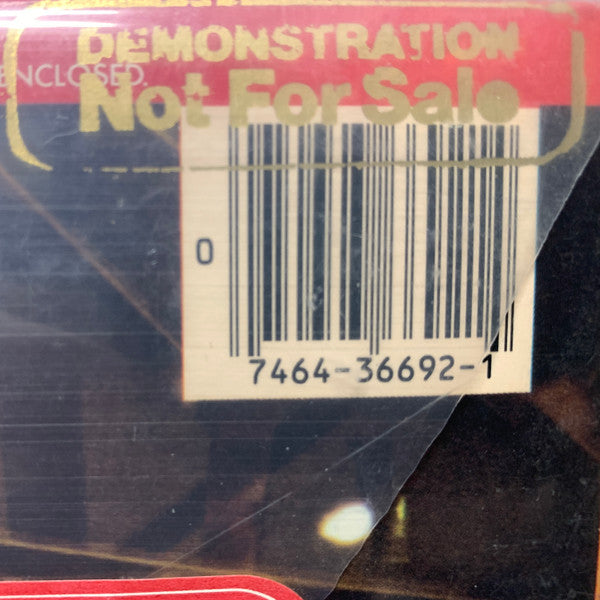 DEMONSTRATION
ENCLOSED.
Not For Sale
0
7464-36692-1